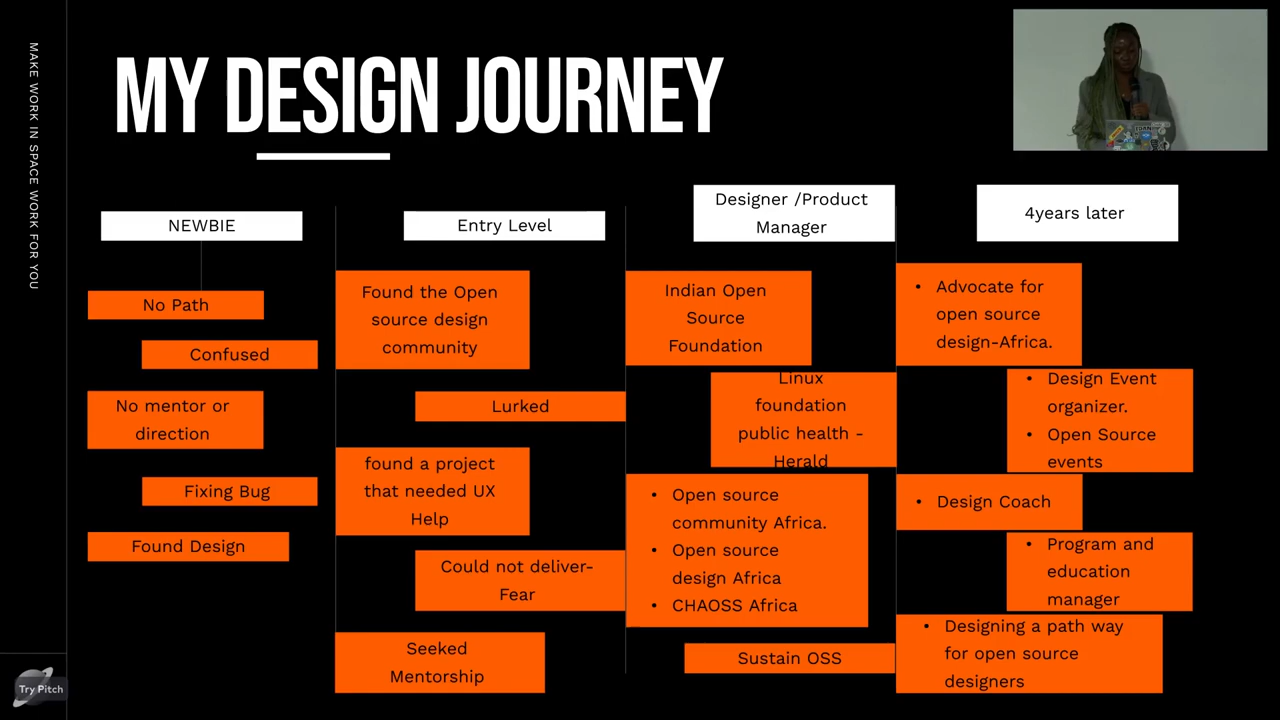 MAKE WORK IN SPACE WORK FOR YOU
MY DESIGN JOURNEY
NEWBIE
No Path
Confused
No mentor or
direction
Fixing Bug
Found Design
Entry Level
Found the Open
source design
community
Lurked
found a project
that needed UX
Help
Could not deliver-
Fear
Seeked
Mentorship
Designer /Product
Manager
Indian Open
Source
Foundation
Linux
foundation
public health -
Herald
• Open source
community Africa.
• Open source
design Africa
• CHAOSS Africa
Sustain OSS
4years later
• Advocate for
open source
design-Africa.
• Design Event
organizer.
• Open Source
events
• Design Coach
• Program and
education
manager
• Designing a path way
for open source
designers
Try Pitch